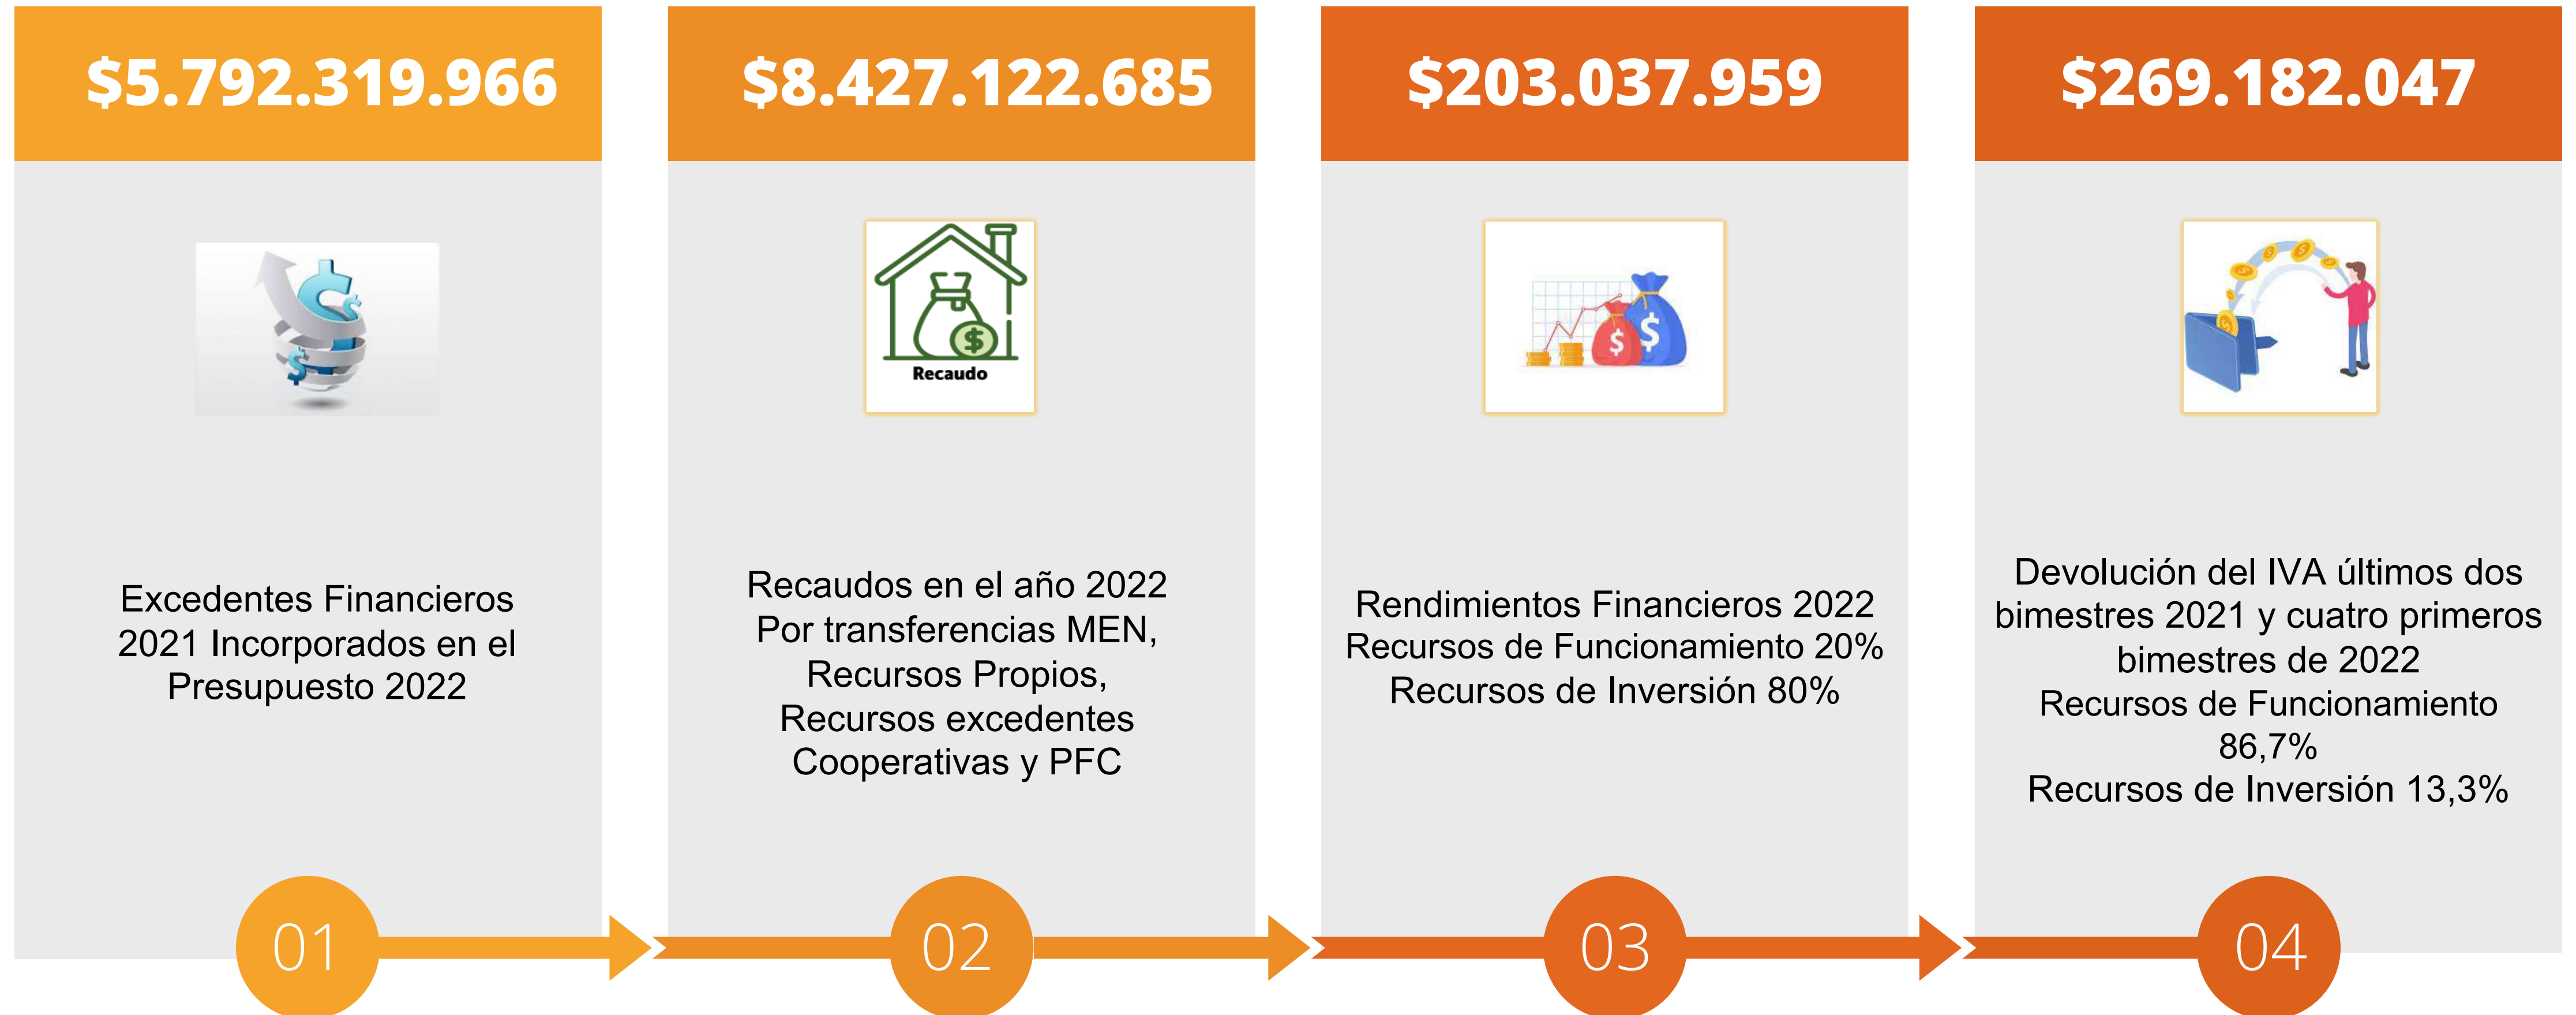 $5.792.319.966
Excedentes Financieros
2021 Incorporados en el
Presupuesto 2022
01
$8.427.122.685
Recaudo
Recaudos en el año 2022
Por transferencias MEN,
Recursos Propios,
Recursos excedentes
Cooperativas y PFC
02
$203.037.959
$ $
Rendimientos Financieros 2022
Recursos de Funcionamiento 20%
Recursos de Inversión 80%
03
$269.182.047
Devolución del IVA últimos dos
bimestres 2021 y cuatro primeros
bimestres de 2022
Recursos de Funcionamiento
86,7%
Recursos de Inversión 13,3%
04